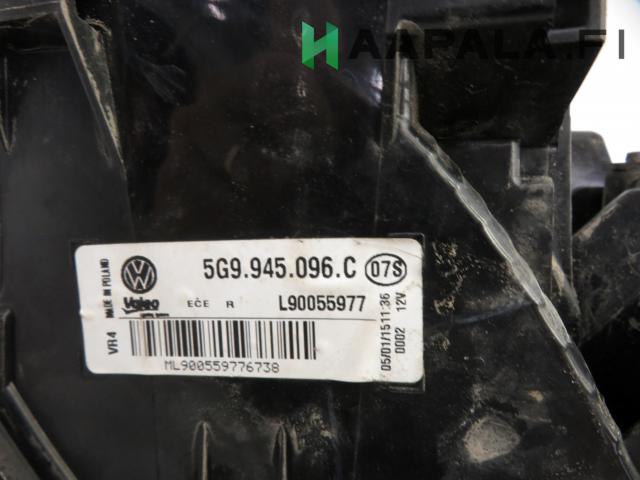 HAAPALA.FI
5G9.945.096.C 07S
MADE IN POLAND
Valeo
ECE R L90055977
VR4
ML900559776738
05/01/15 11:36
0002 12V